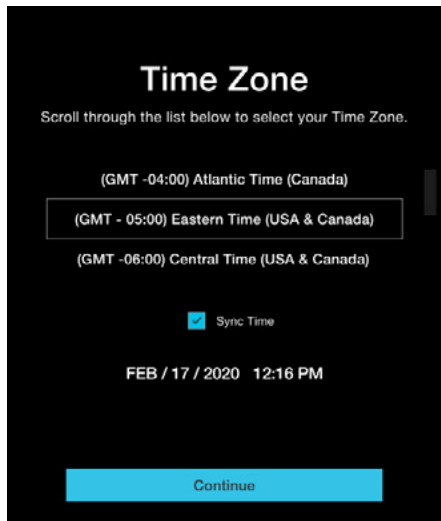 Time Zone
Scroll through the list below to select your Time Zone.
(GMT -04:00) Atlantic Time (Canada)
(GMT - 05:00) Eastern Time (USA & Canada)
(GMT -06:00) Central Time (USA & Canada)
Sync Time
FEB / 17 / 2020 12:16 PM
Continue